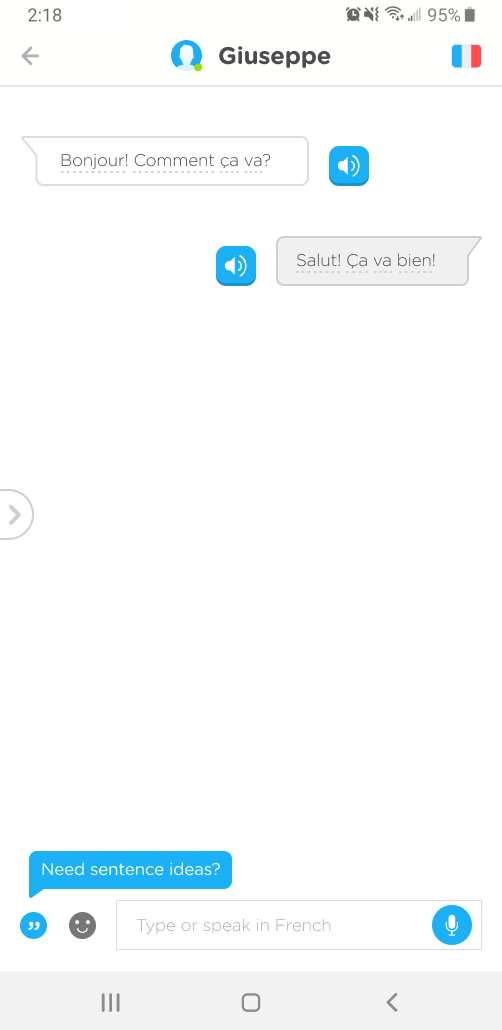 2:18
95%
Giuseppe
Bonjour! Comment ça va?
Salut! Ça va bien!
Need sentence ideas?
Type or speak in French